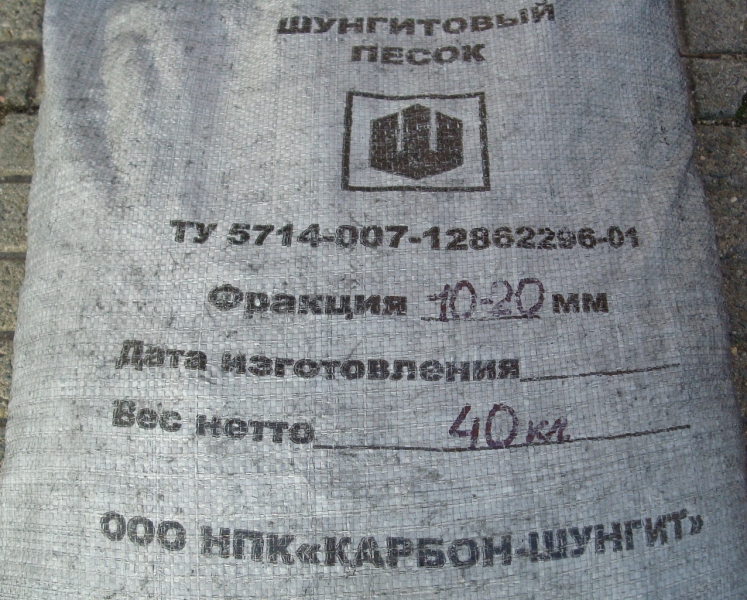 ШУНГИТОВЫЙ
ПЕСОК
Ш
ТУ 5714-007-12862296-01
Фракция 10-20 мм
Дата изготовления
Вес нетто 40 кг.
ООО НПК «КАРБОН-ШУНГИТ»